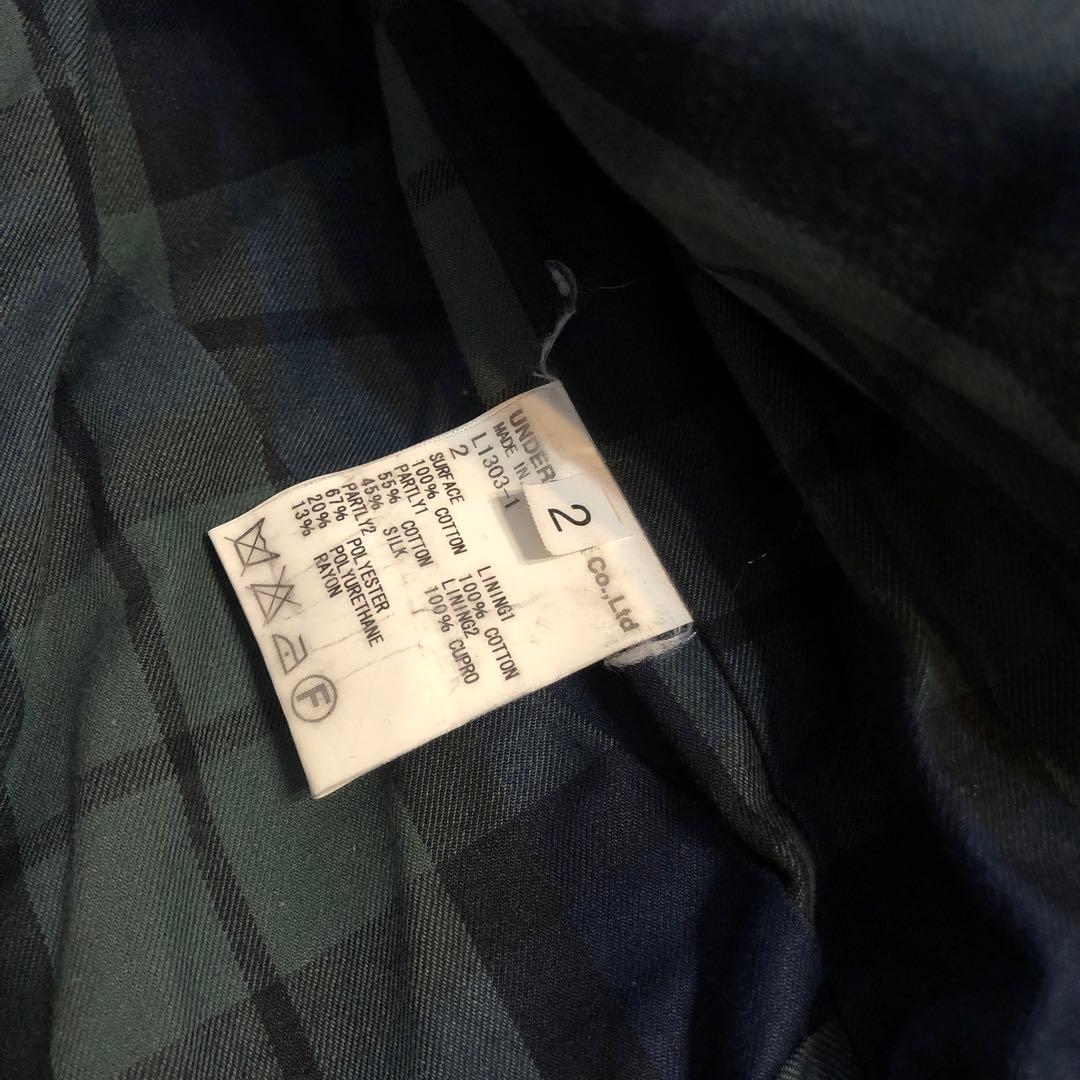 UNDER Co.,Ltd
MADE IN
L1303-1
2
2
SURFACE
100% COTTON
PARTLY1
55% COTTON
45% SILK
PARTLY2
67% POLYESTER
20% POLYURETHANE
13% RAYON
LINING1
100% COTTON
LINING2
100% CUPRO
F